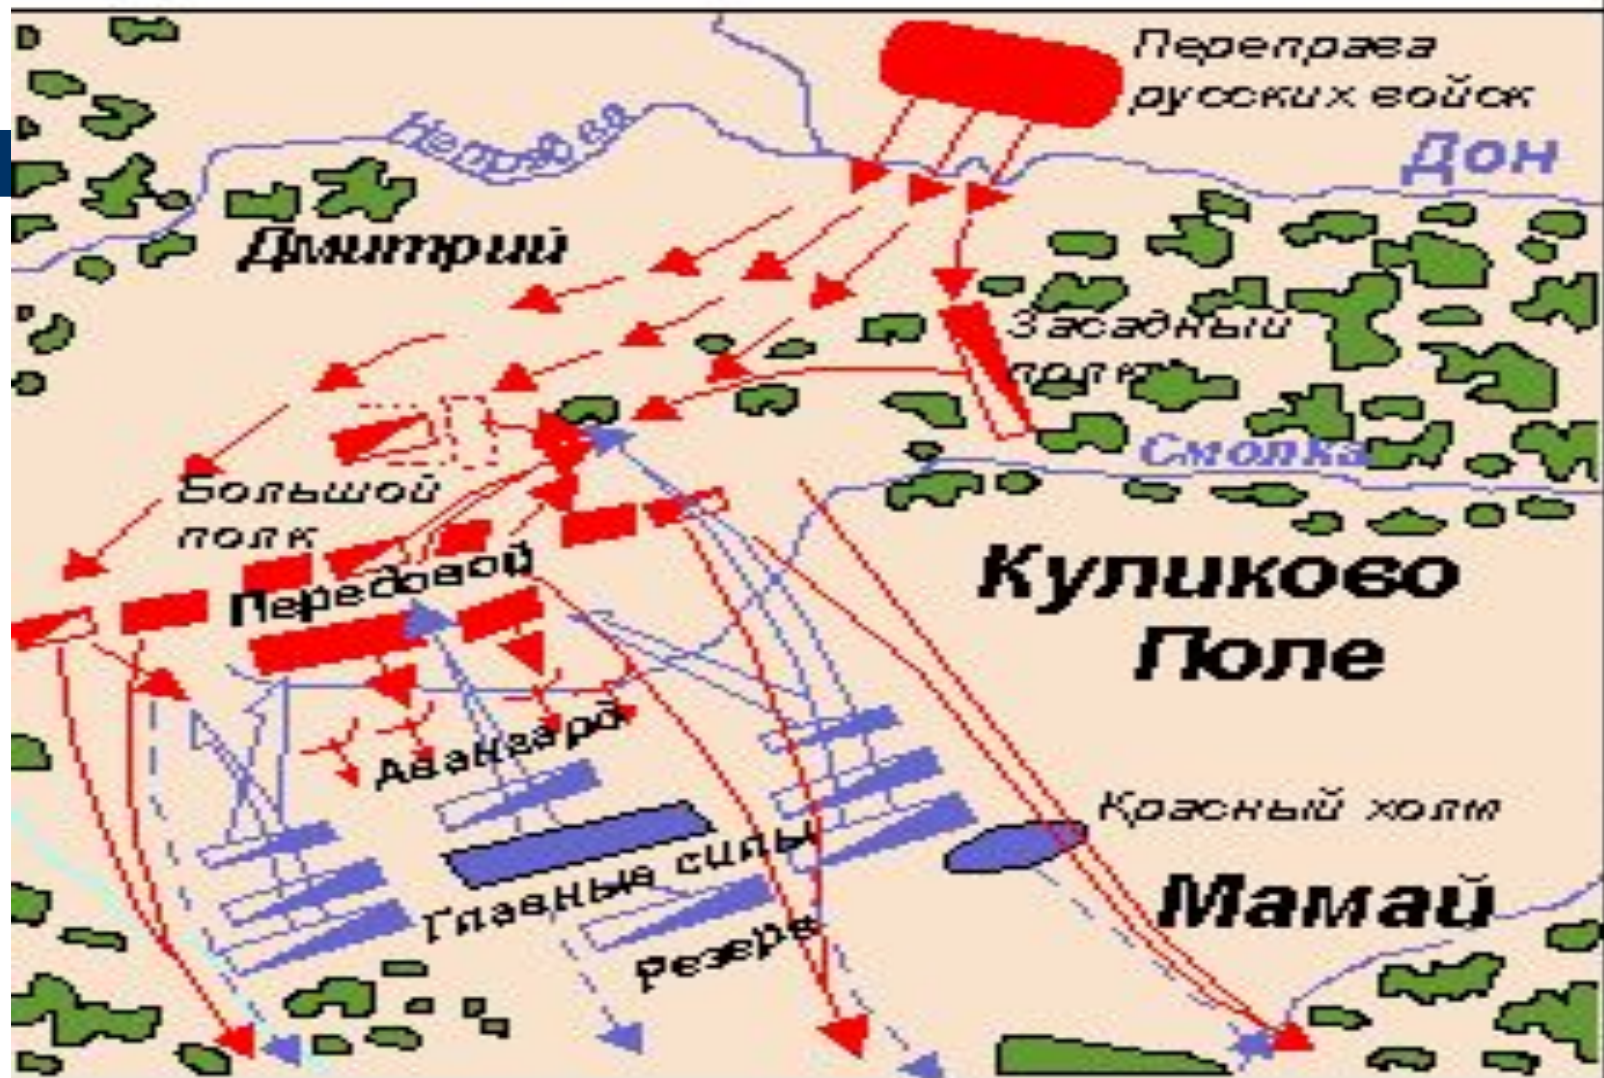 Переправа
русских войск
Непрядва
Дон
Дмитрий
Засадный
полк
Смолка
Большой
полк
Передовой
Куликово
Поле
Авангард
Красный холм
Главные силы
Мамай
Резерв